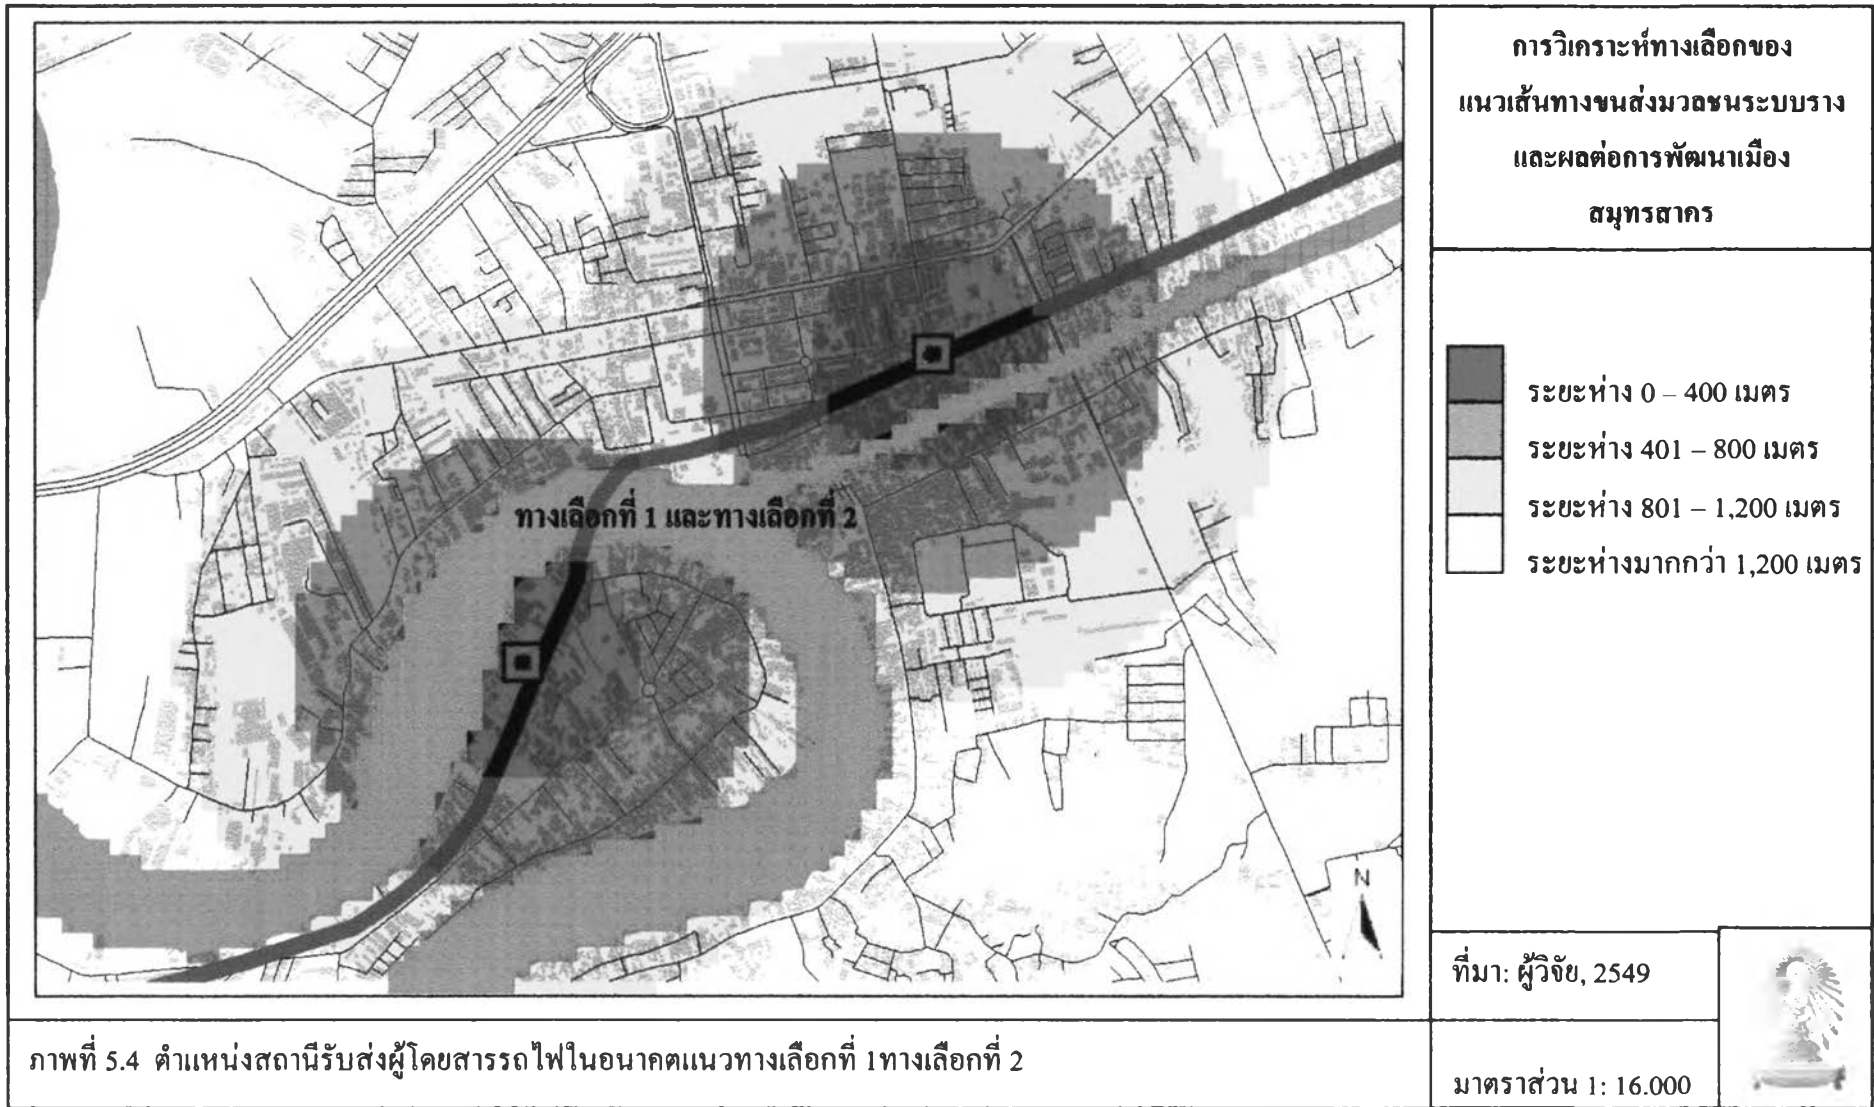 การวิเคราะห์ทางเลือกของ
แนวเส้นทางขนส่งมวลชนระบบราง
และผลต่อการพัฒนาเมือง
สมุทรสาคร
ระยะห่าง 0 – 400 เมตร
ระยะห่าง 401 – 800 เมตร
ระยะห่าง 801 – 1,200 เมตร
ระยะห่างมากกว่า 1,200 เมตร
ทางเลือกที่ 1 และทางเลือกที่ 2
N
ที่มา: ผู้วิจัย, 2549
ภาพที่ 5.4 ตำแหน่งสถานีรับส่งผู้โดยสารรถไฟในอนาคตแนวทางเลือกที่ 1ทางเลือกที่ 2
มาตราส่วน 1: 16.000